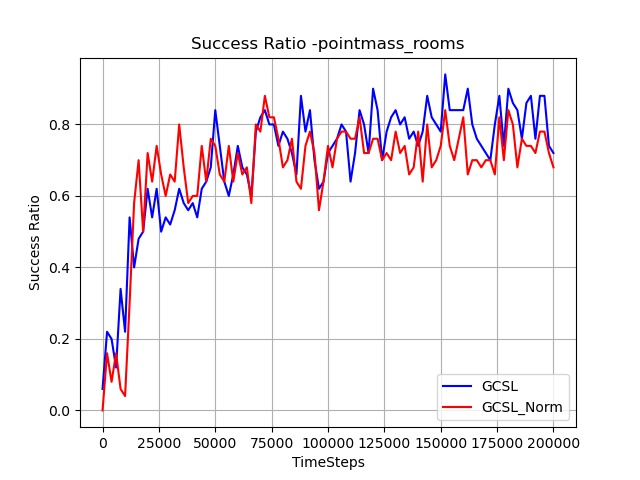 Success Ratio -pointmass_rooms
Success Ratio
0.8
0.6
0.4
0.2
0.0
GCSL
GCSL_Norm
0 25000 50000 75000 100000 125000 150000 175000 200000
TimeSteps